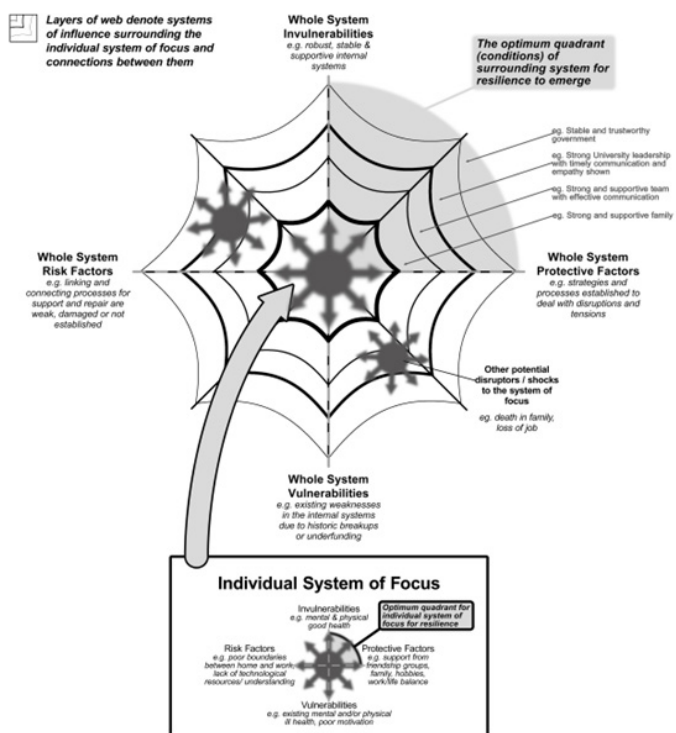 Layers of web denote systems
of influence surrounding the
individual system of focus and
connections between them
Whole System
Invulnerabilities
e.g. robust, stable &
supportive internal
systems
The optimum quadrant
(conditions) of
surrounding system for
resilience to emerge
eg. Stable and trustworthy
government
eg. Strong University leadership
with timely communication and
empathy shown
eg. Strong and supportive team
with effective communication
eg. Strong and supportive family
Whole System
Risk Factors
e.g. linking and
connecting processes for
support and repair are
weak, damaged or not
established
Whole System
Protective Factors
e.g. strategies and
processes established to
deal with disruptions and
tensions
Other potential
disruptors / shocks
to the system of
focus
eg. death in family,
loss of job
Whole System
Vulnerabilities
e.g. existing weaknesses
in the internal systems
due to historic breakups
or underfunding
Individual System of Focus
Invulnerabilities
e.g. mental & physical
good health
Optimum quadrant for
individual system of
focus for resilience
Risk Factors
e.g. poor boundaries
between home and work,
lack of technological
resources/ understanding
Protective Factors
e.g. support from
friendship groups,
family, hobbies,
work/life balance
Vulnerabilities
e.g. existing mental and/or physical
ill health, poor motivation